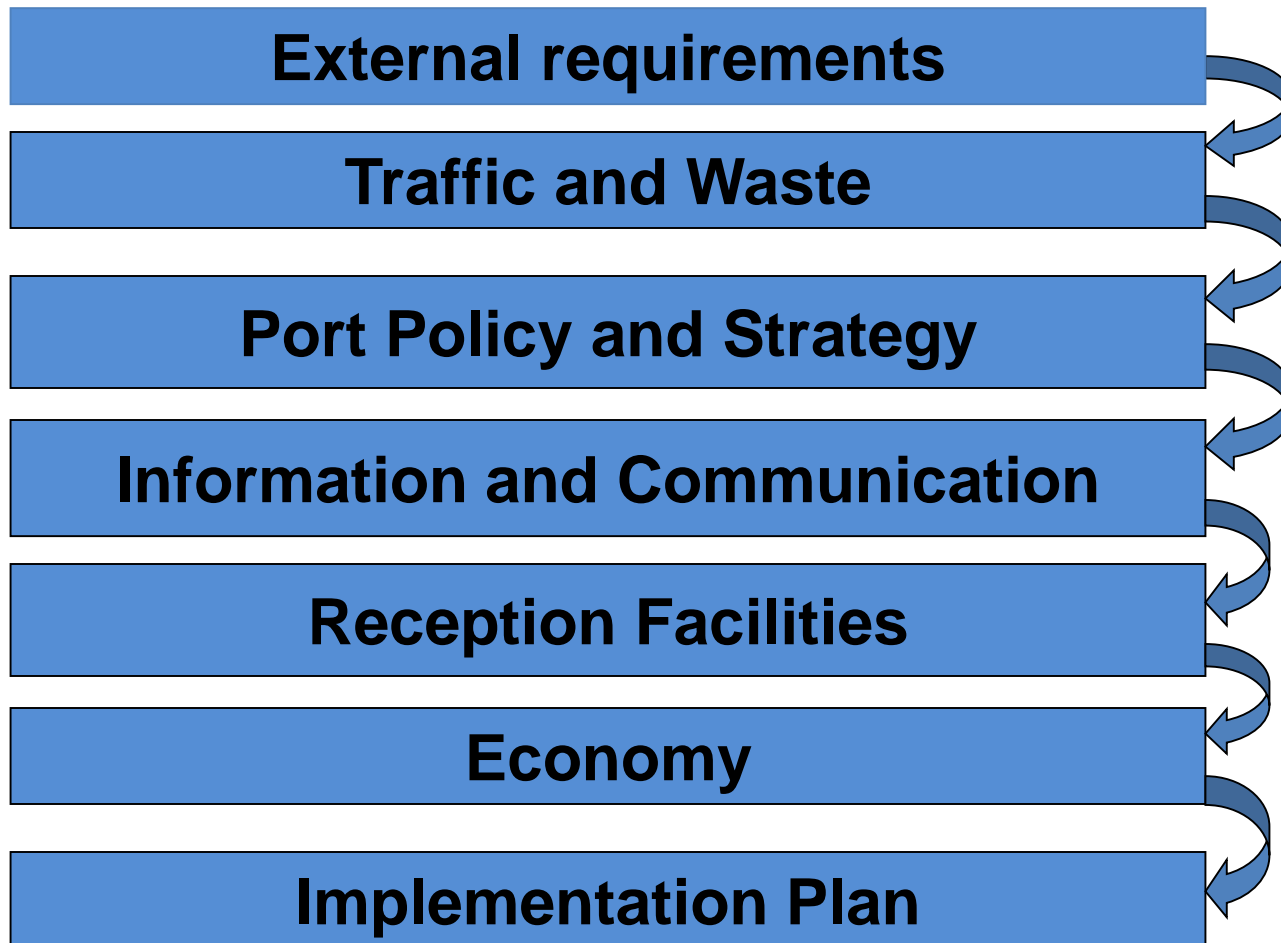 External requirements
Traffic and Waste
Port Policy and Strategy
Information and Communication
Reception Facilities
Economy
Implementation Plan